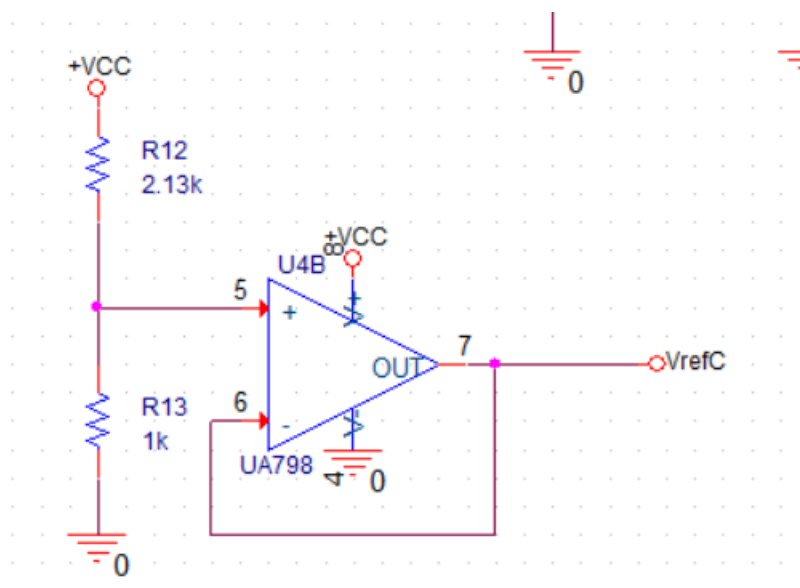 0
+VCC
R12
2.13k
8
+VCC
U4B
5
+
V+
7
OUT
VrefC
R13
1k
6
-
V-
UA798
4
0
0